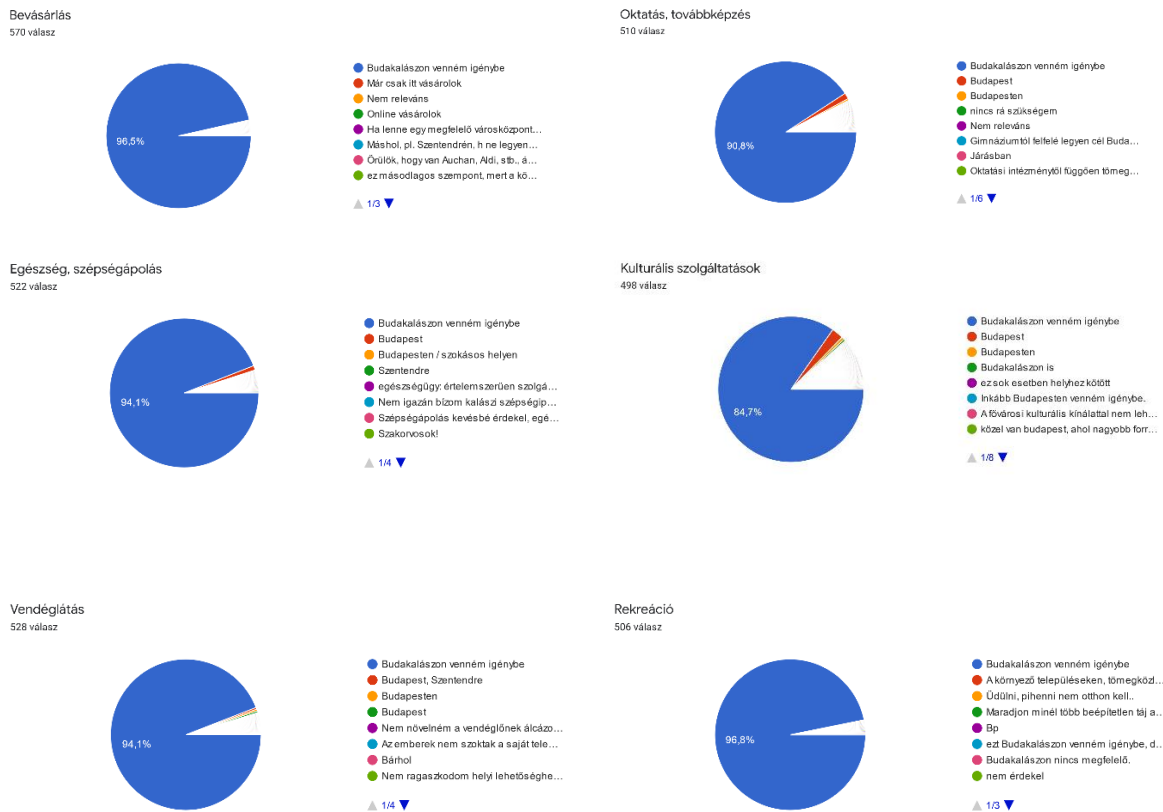 Bevásárlás
570 válasz
96,5%
Budakalászon venném igénybe
Már csak itt vásárolok
Nem releváns
Online vásárolok
Ha lenne egy megfelelő városközpont...
Máshol, pl. Szentendrén, h ne legyen...
Örülök, hogy van Auchan, Aldi, stb., á...
ez másodlagos szempont, mert a kö...
1/3
Oktatás, továbbképzés
510 válasz
90,8%
Budakalászon venném igénybe
Budapest
Budapesten
nincs rá szükségem
Nem releváns
Gimnáziumtól felfelé legyen cél Buda...
Járásban
Oktatási intézménytől függően tömeg...
1/6
Egészség, szépségápolás
522 válasz
94,1%
Budakalászon venném igénybe
Budapest
Budapesten / szokásos helyen
Szentendre
egészségügy: értelemszerüen szolgá...
Nem igazán bízom kalászi szépségip...
Szépségápolás kevésbé érdekel, egé...
Szakorvosok!
1/4
Kulturális szolgáltatások
498 válasz
84,7%
Budakalászon venném igénybe
Budapest
Budapesten
Budakalászon is
ez sok esetben helyhez kötött
Inkább Budapesten venném igénybe.
A fővárosi kulturális kínálattal nem leh...
közel van budapest, ahol nagyobb forr...
1/8
Vendéglátás
528 válasz
94,1%
Budakalászon venném igénybe
Budapest, Szentendre
Budapesten
Budapest
Nem növelném a vendéglőnek álcázo...
Az emberek nem szoktak a saját tele...
Bárhol
Nem ragaszkodom helyi lehetőséghe...
1/4
Rekreáció
506 válasz
96,8%
Budakalászon venném igénybe
A környező településeken, tömegközl...
Üdülni, pihenni nem otthon kell..
Maradjon minél több beépítetlen táj a...
Bp
ezt Budakalászon venném igénybe, d...
Budakalászon nincs megfelelő.
nem érdekel
1/3